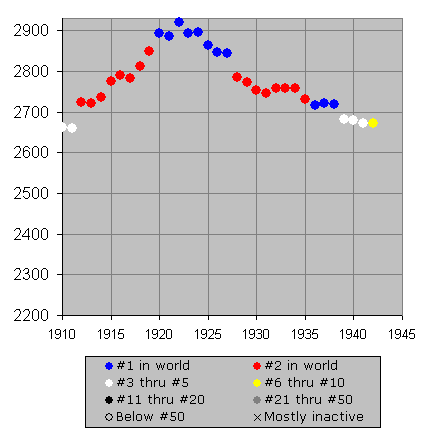 2900
2800
2700
2600
2500
2400
2300
2200
1910 1915 1920 1925 1930 1935 1940 1945
#1 in world #2 in world
#3 thru #5 #6 thru #10
#11 thru #20 #21 thru #50
Below #50 Mostly inactive